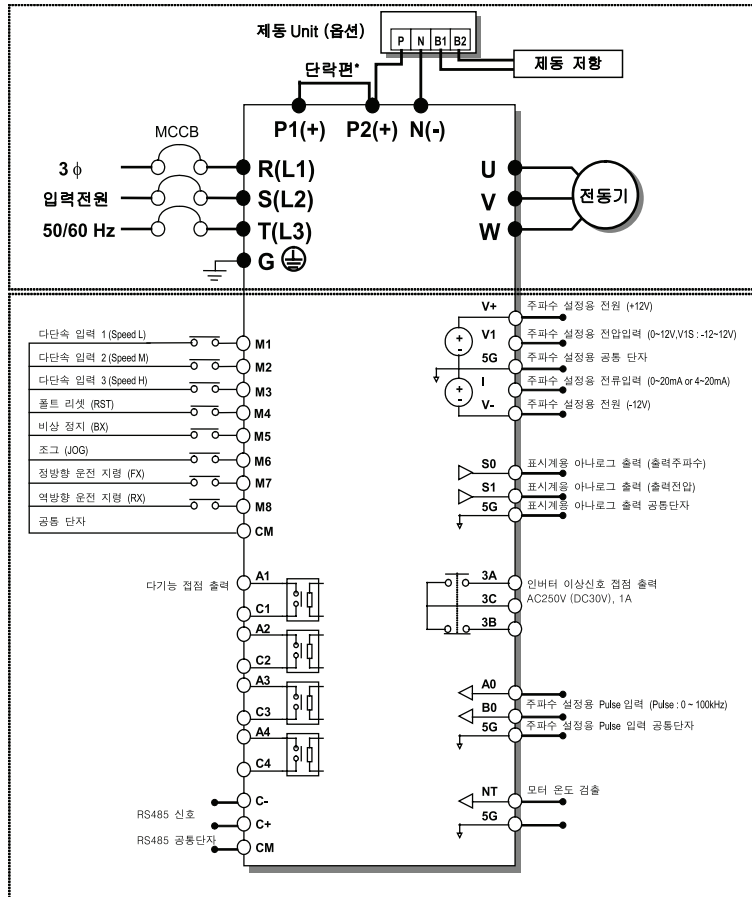 제동 Unit (옵션)
P N B1 B2
제동 저항
단락편*
P1(+) P2(+) N(-)
MCCB
3 ϕ
입력전원
50/60 Hz
R(L1)
S(L2)
T(L3)
G
U
V
W
전동기
다단속 입력 1 (Speed L)
M1
다단속 입력 2 (Speed M)
M2
다단속 입력 3 (Speed H)
M3
폴트 리셋 (RST)
M4
비상 정지 (BX)
M5
조그 (JOG)
M6
정방향 운전 지령 (FX)
M7
역방향 운전 지령 (RX)
M8
공통 단자
CM
다기능 접점 출력
A1
C1
A2
C2
A3
C3
A4
C4
C-
RS485 신호
C+
RS485 공통단자
CM
V+ 주파수 설정용 전원 (+12V)
+
-
V1 주파수 설정용 전압입력 (0~12V,V1S : -12~12V)
5G 주파수 설정용 공통 단자
+
-
I 주파수 설정용 전류입력 (0~20mA or 4~20mA)
V- 주파수 설정용 전원 (-12V)
S0 표시계용 아나로그 출력 (출력주파수)
S1 표시계용 아나로그 출력 (출력전압)
5G 표시계용 아나로그 출력 공통단자
3A 인버터 이상신호 접점 출력
3C AC250V (DC30V), 1A
3B
A0
주파수 설정용 Pulse 입력 (Pulse : 0 ~ 100kHz)
B0
5G 주파수 설정용 Pulse 입력 공통단자
NT 모터 온도 검출
5G